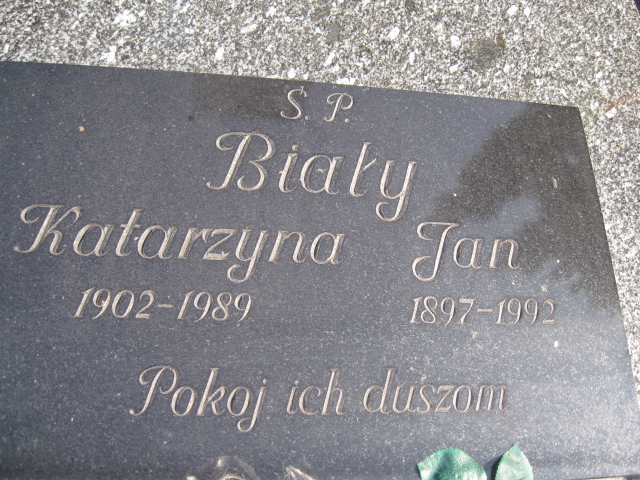 Ś. P.
Biały
Katarzyna Jan
1902-1989 1897-1992
Pokoj ich duszom